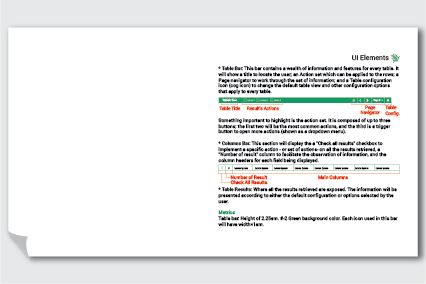 UI Elements
* Table Bar: This bar contains a wealth of information and features for every table. It
will show a title to locate the user; an Action set which can be applied to the rows; a
Page navigator to work through the set of information; and a Table configuration
icon (cog icon) to change the default table view and other configuration options
that apply to every table.
Table Title Results's Actions Page Table
Navigator Config.
Something important to highlight is the action set. It is composed of up to three
buttons; the first two will be the most common actions, and the third is a trigger
button to open more actions (shown as a dropdown menu).
* Columns Bar: This section will display the a "Check all results" checkbox to
implement a specific action - or set of actions- on all the results retrieved, a
"Number of result" column to facilitate the observation of information, and the
column headers for each field being displayed.
Number of Result Main Columns
Check All Results
* Table Results: Where all the results retrieved are exposed. The information will be
presented according to either the default configuration or options selected by the
user.
Metrics
Table bar: Height of 2.25em. #-2 Green background color. Each icon used in this bar
will have width=1em.